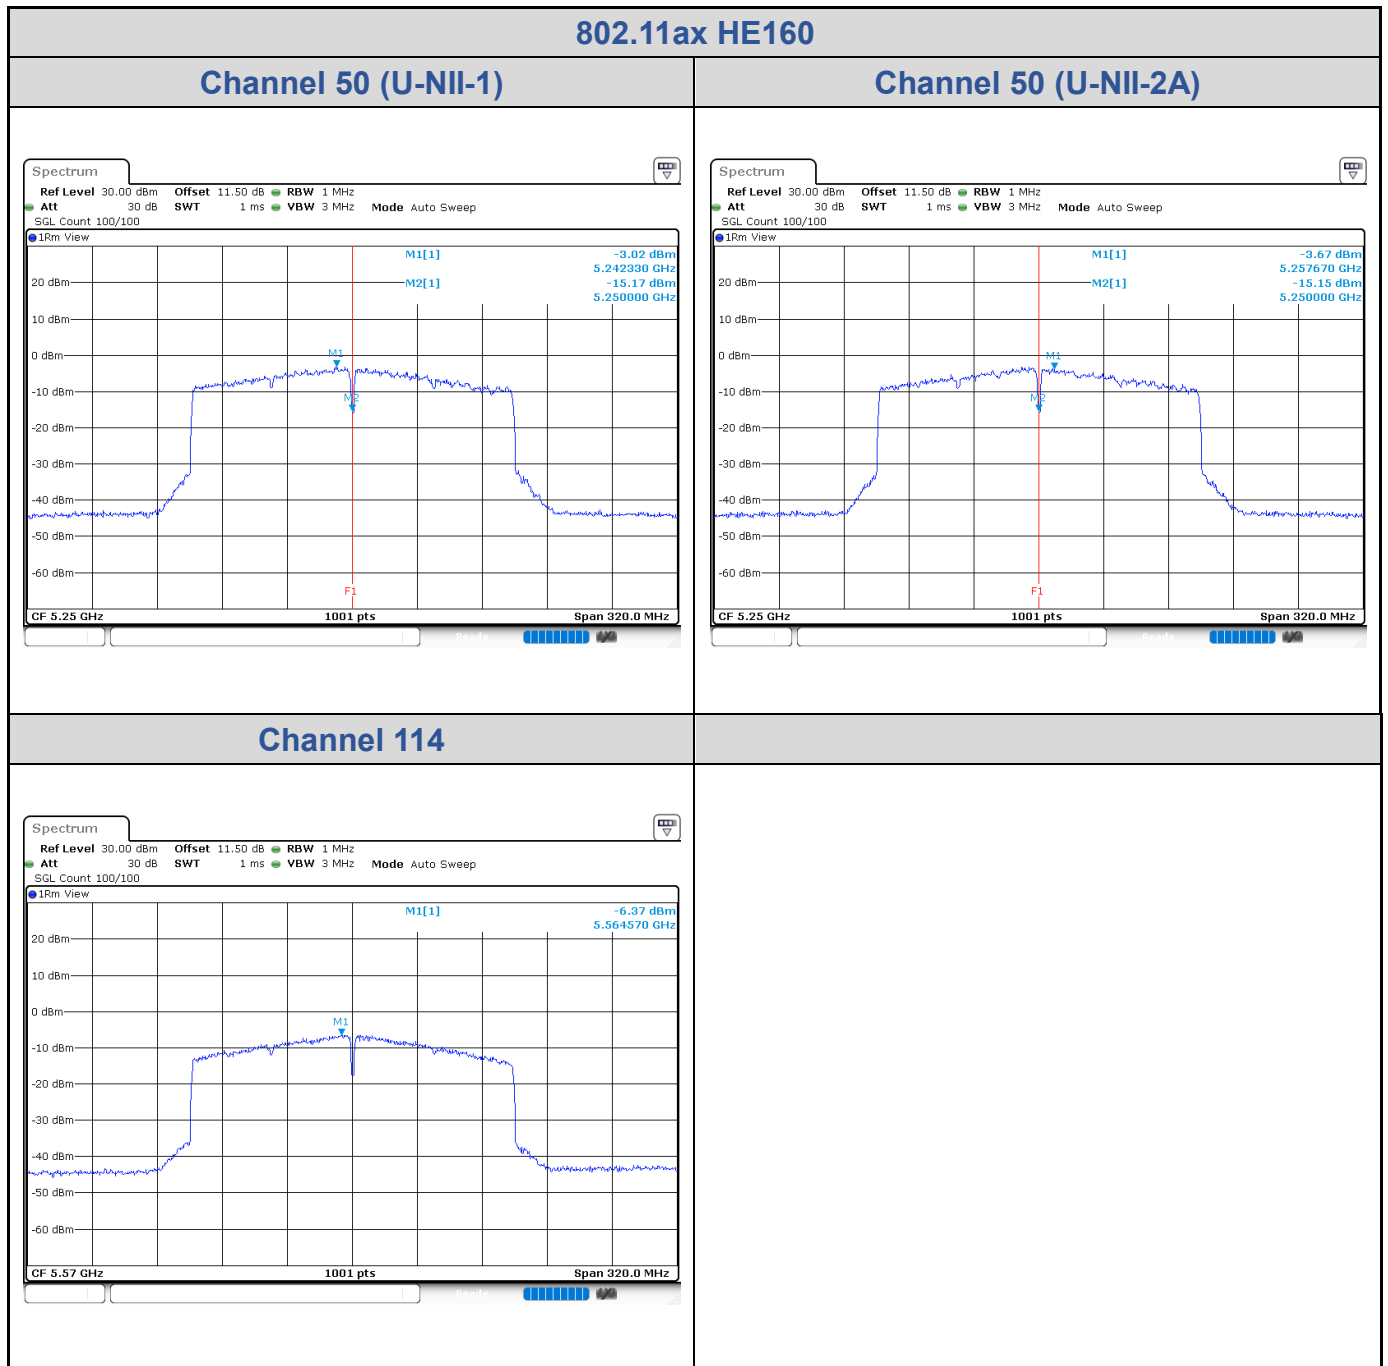 802.11ax HE160
Channel 50 (U-NII-1)
Channel 50 (U-NII-2A)
Spectrum
Ref Level 30.00 dBm Offset 11.50 dB RBW 1 MHz
Att 30 dB SWT 1 ms VBW 3 MHz Mode Auto Sweep
SGL Count 100/100
1Rm View
M1[1] -3.02 dBm
5.242330 GHz
20 dBm M2[1] -15.17 dBm
5.250000 GHz
10 dBm
0 dBm
M1
-10 dBm
M2
-20 dBm
-30 dBm
-40 dBm
-50 dBm
-60 dBm
F1
CF 5.25 GHz 1001 pts Span 320.0 MHz
Ready
Spectrum
Ref Level 30.00 dBm Offset 11.50 dB RBW 1 MHz
Att 30 dB SWT 1 ms VBW 3 MHz Mode Auto Sweep
SGL Count 100/100
1Rm View
M1[1] -3.67 dBm
5.257670 GHz
20 dBm M2[1] -15.15 dBm
5.250000 GHz
10 dBm
0 dBm
M1
-10 dBm
M2
-20 dBm
-30 dBm
-40 dBm
-50 dBm
-60 dBm
F1
CF 5.25 GHz 1001 pts Span 320.0 MHz
Ready
Channel 114
Spectrum
Ref Level 30.00 dBm Offset 11.50 dB RBW 1 MHz
Att 30 dB SWT 1 ms VBW 3 MHz Mode Auto Sweep
SGL Count 100/100
1Rm View
M1[1] -6.37 dBm
5.564570 GHz
20 dBm
10 dBm
0 dBm
M1
-10 dBm
-20 dBm
-30 dBm
-40 dBm
-50 dBm
-60 dBm
CF 5.57 GHz 1001 pts Span 320.0 MHz
Ready